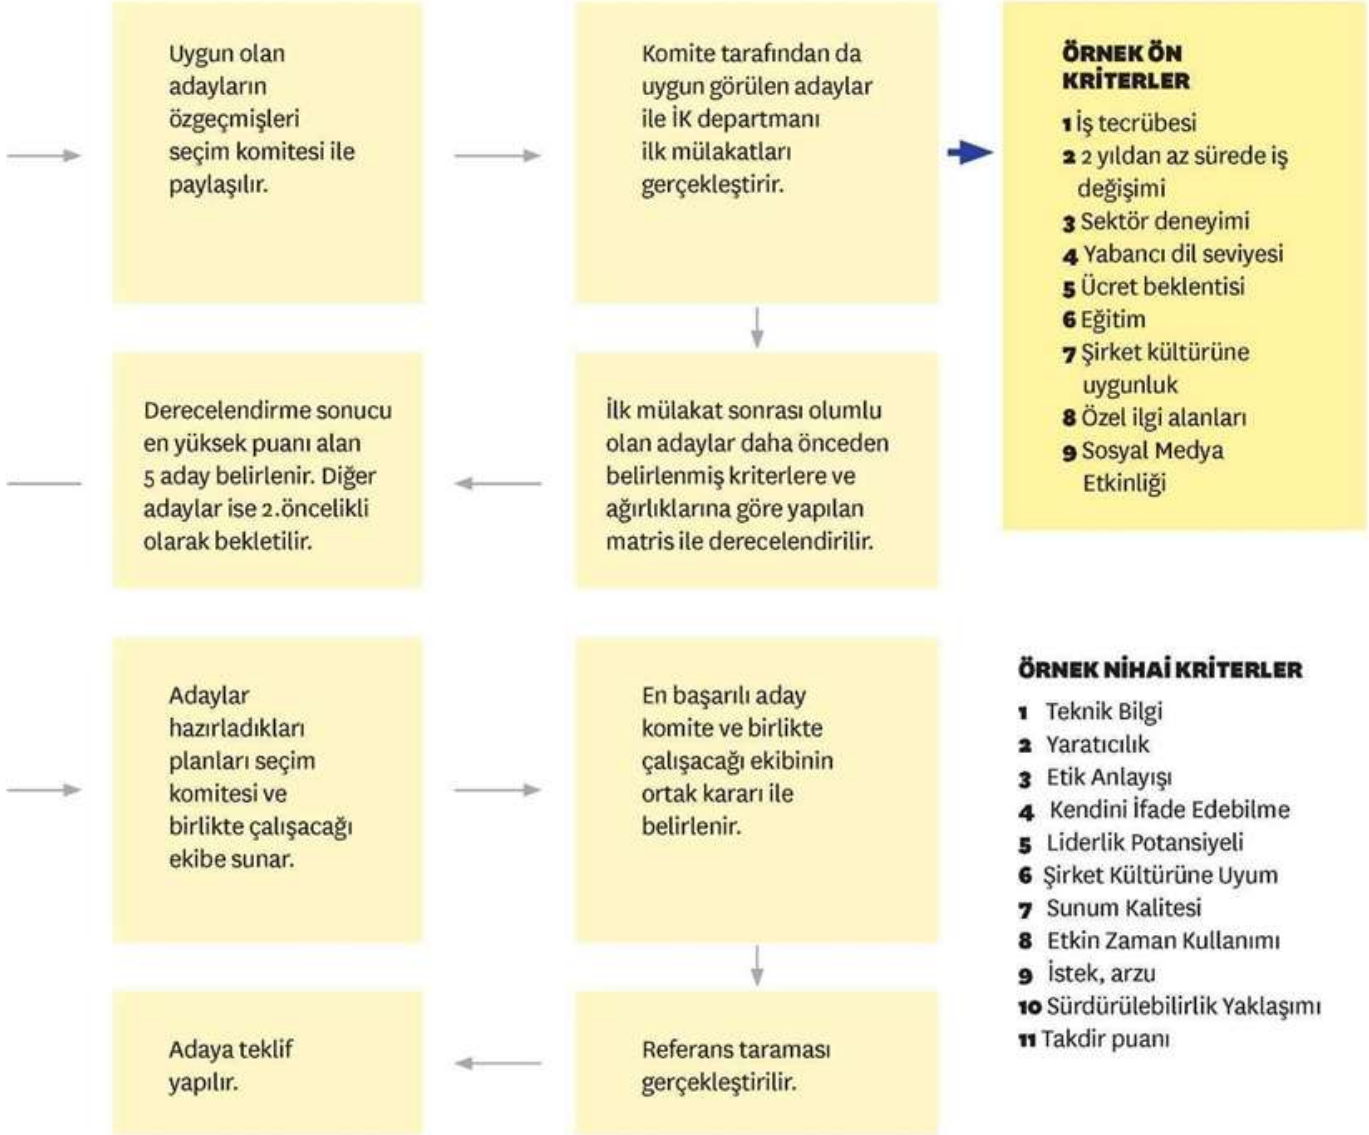 Uygun olan
adayların
özgeçmişleri
seçim komitesi ile
paylaşılır.
Komite tarafından da
uygun görülen adaylar
ile İK departmanı
ilk mülakatları
gerçekleştirir.
ÖRNEK ÖN
KRİTERLER
1 İş tecrübesi
2 2 yıldan az sürede iş
değişimi
3 Sektör deneyimi
4 Yabancı dil seviyesi
5 Ücret beklentisi
6 Eğitim
7 Şirket kültürüne
uygunluk
8 Özel ilgi alanları
9 Sosyal Medya
Etkinliği
İlk mülakat sonrası olumlu
olan adaylar daha önceden
belirlenmiş kriterlere ve
ağırlıklarına göre yapılan
matris ile derecelendirilir.
Derecelendirme sonucu
en yüksek puanı alan
5 aday belirlenir. Diğer
adaylar ise 2.öncelikli
olarak bekletilir.
Adaylar
hazırladıkları
planları seçim
komitesi ve
birlikte çalışacağı
ekibe sunar.
En başarılı aday
komite ve birlikte
çalışacağı ekibinin
ortak kararı ile
belirlenir.
Referans taraması
gerçekleştirilir.
Adaya teklif
yapılır.
ÖRNEK NİHAİ KRİTERLER
1 Teknik Bilgi
2 Yaratıcılık
3 Etik Anlayışı
4 Kendini İfade Edebilme
5 Liderlik Potansiyeli
6 Şirket Kültürüne Uyum
7 Sunum Kalitesi
8 Etkin Zaman Kullanımı
9 İstek, arzu
10 Sürdürülebilirlik Yaklaşımı
11 Takdir puanı